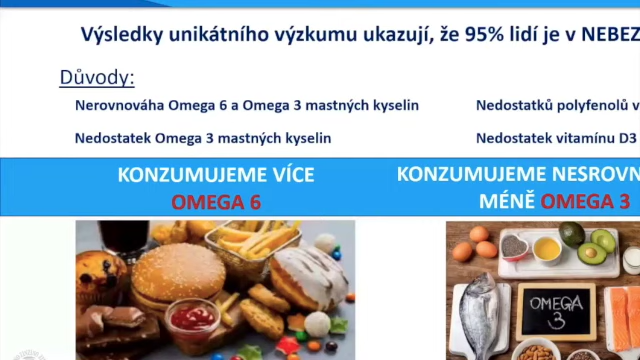 Výsledky unikátního výzkumu ukazují, že 95% lidí je v NEBEZ
Důvody:
Nerovnováha Omega 6 a Omega 3 mastných kyselin
Nedostatků polyfenolů v
Nedostatek Omega 3 mastných kyselin
Nedostatek vitamínu D3
KONZUMUJEME VÍCE
OMEGA 6
KONZUMUJEME NESROVN
MÉNĚ OMEGA 3
OMEGA
3